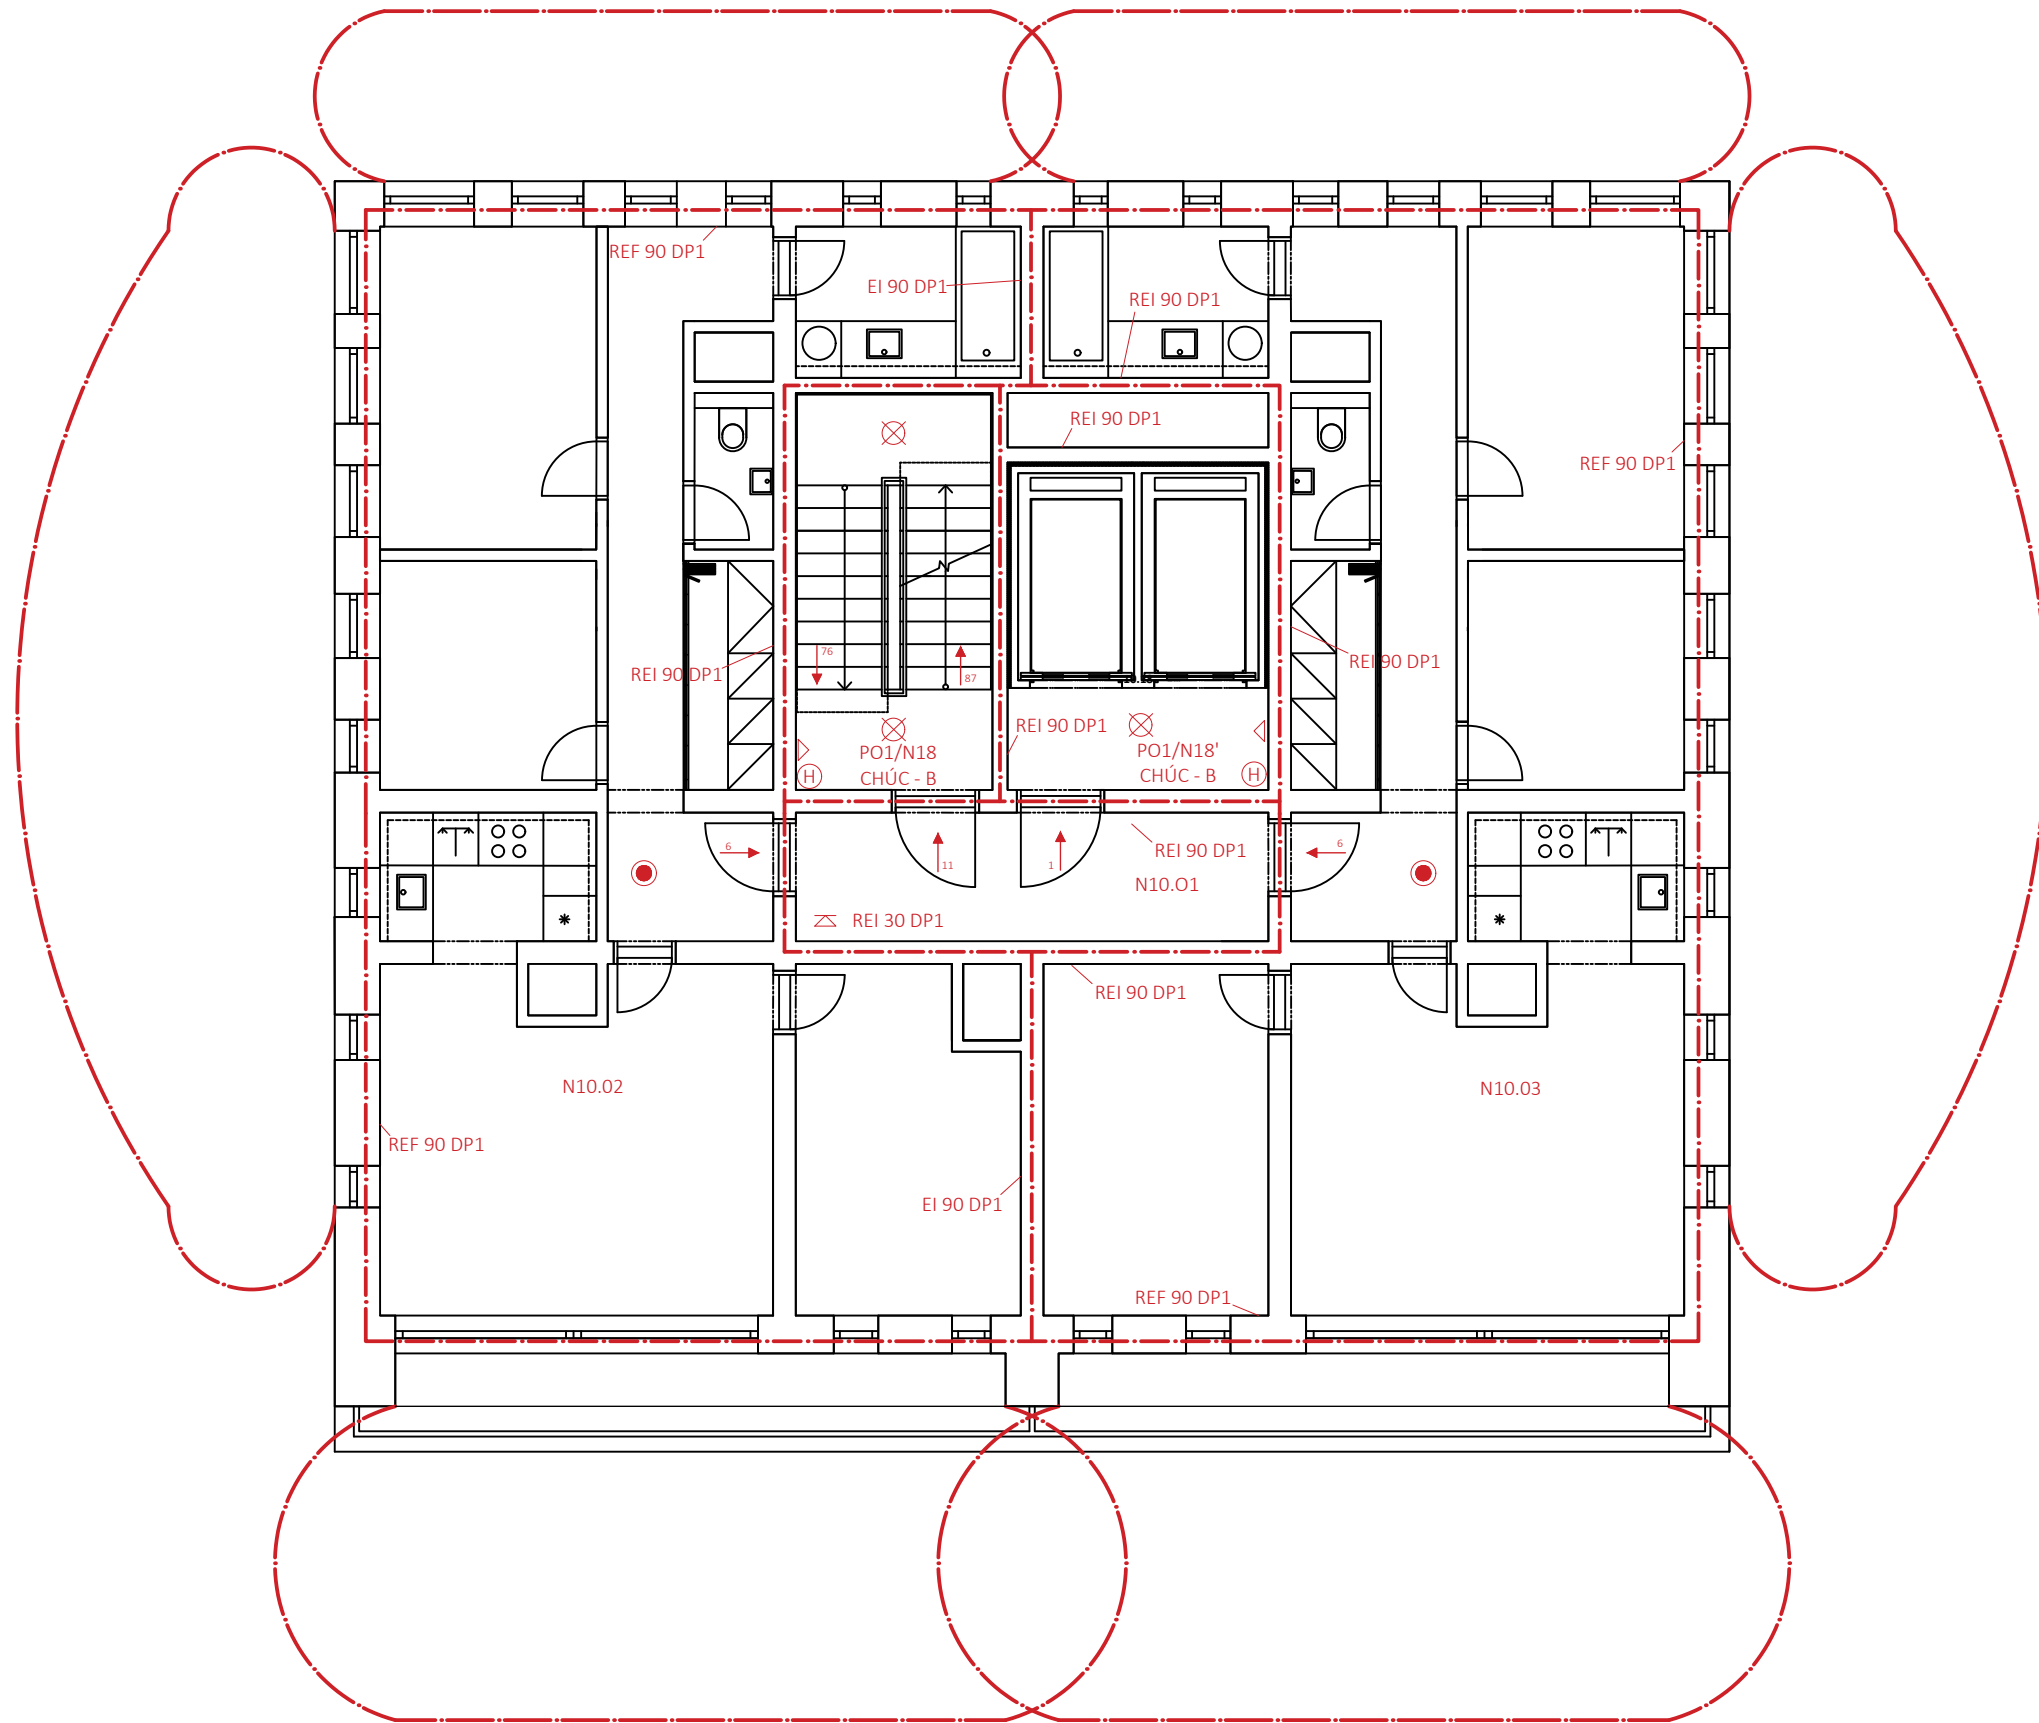 REF 90 DP1
EI 90 DP1
REI 90 DP1
REI 90 DP1
REF 90 DP1
76
87
REI 90 DP1
REI 90 DP1
REI 90 DP1
PO1/N18
CHÚC - B
H
PO1/N18'
CHÚC - B
H
6
11
1
6
REI 90 DP1
N10.O1
REI 30 DP1
REI 90 DP1
N10.02
N10.03
REF 90 DP1
EI 90 DP1
REF 90 DP1